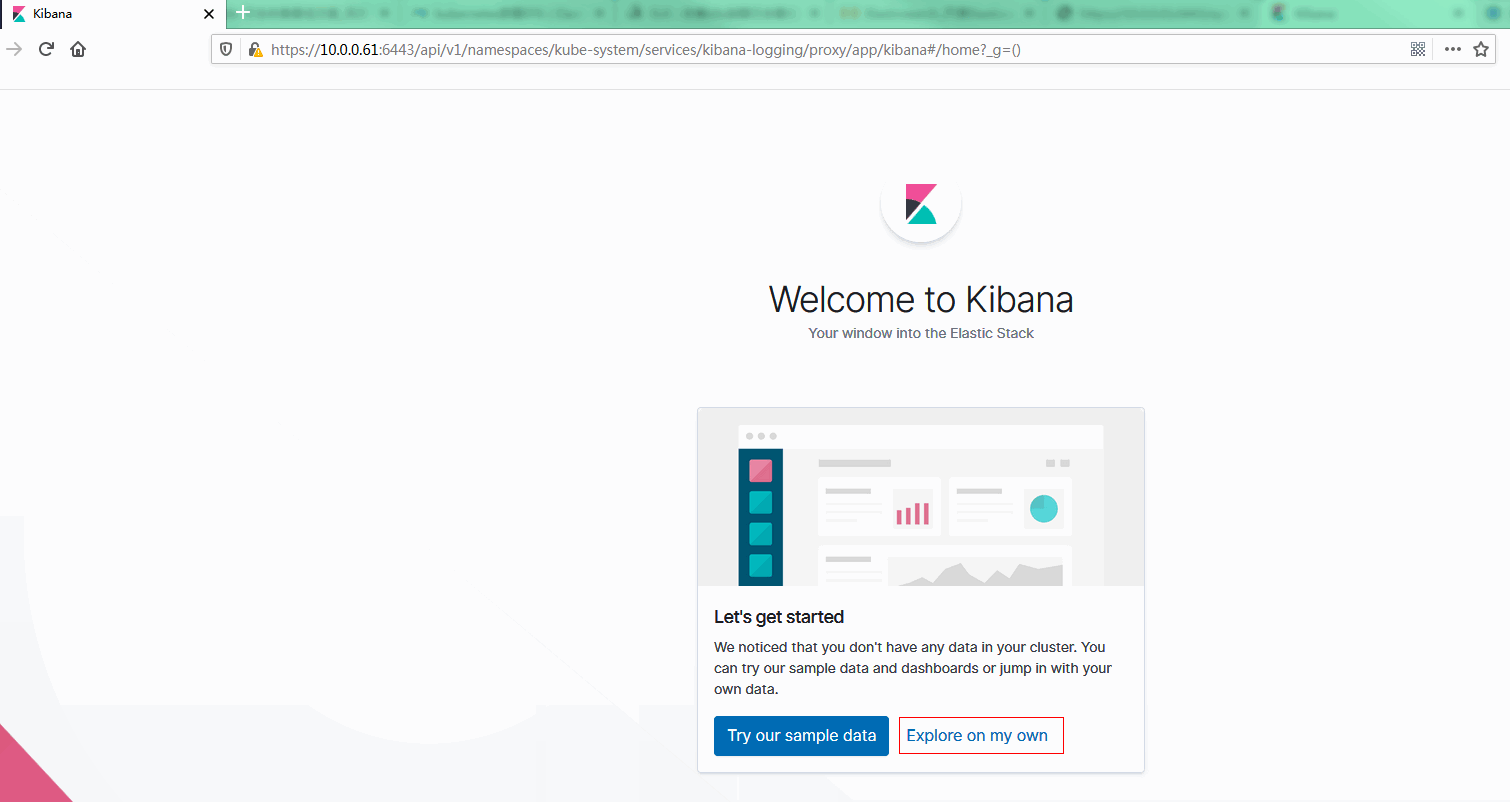 Kibana
https://10.0.0.61:6443/api/v1/namespaces/kube-system/services/kibana-logging/proxy/app/kibana#/home?_g=()
Welcome to Kibana
Your window into the Elastic Stack
Let's get started
We noticed that you don't have any data in your cluster. You
can try our sample data and dashboards or jump in with your
own data.
Try our sample data
Explore on my own